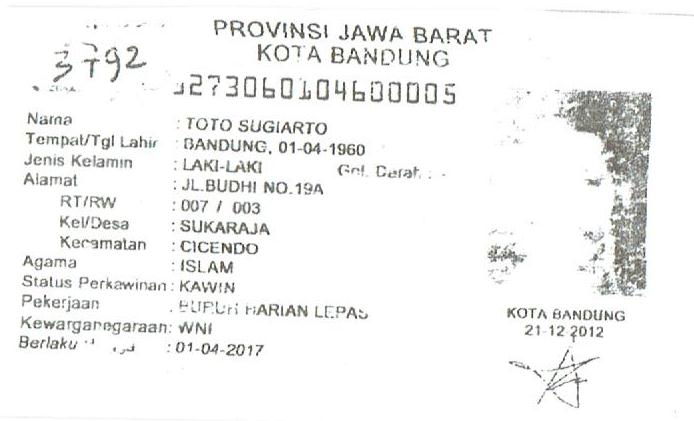 PROVINSI JAWA BARAT
KOTA BANDUNG
3792
3273060104600005
Nama : TOTO SUGIARTO
Tempat/Tgl Lahir : BANDUNG, 01-04-1960
Jenis Kelamin : LAKI-LAKI Gol. Darah : -
Alamat : JL.BUDHI NO.19A
RT/RW : 007 / 003
Kel/Desa : SUKARAJA
Kecamatan : CICENDO
Agama : ISLAM
Status Perkawinan : KAWIN
Pekerjaan : BURUH HARIAN LEPAS
Kewarganegaraan: WNI
Berlaku : 01-04-2017
KOTA BANDUNG
21-12-2012